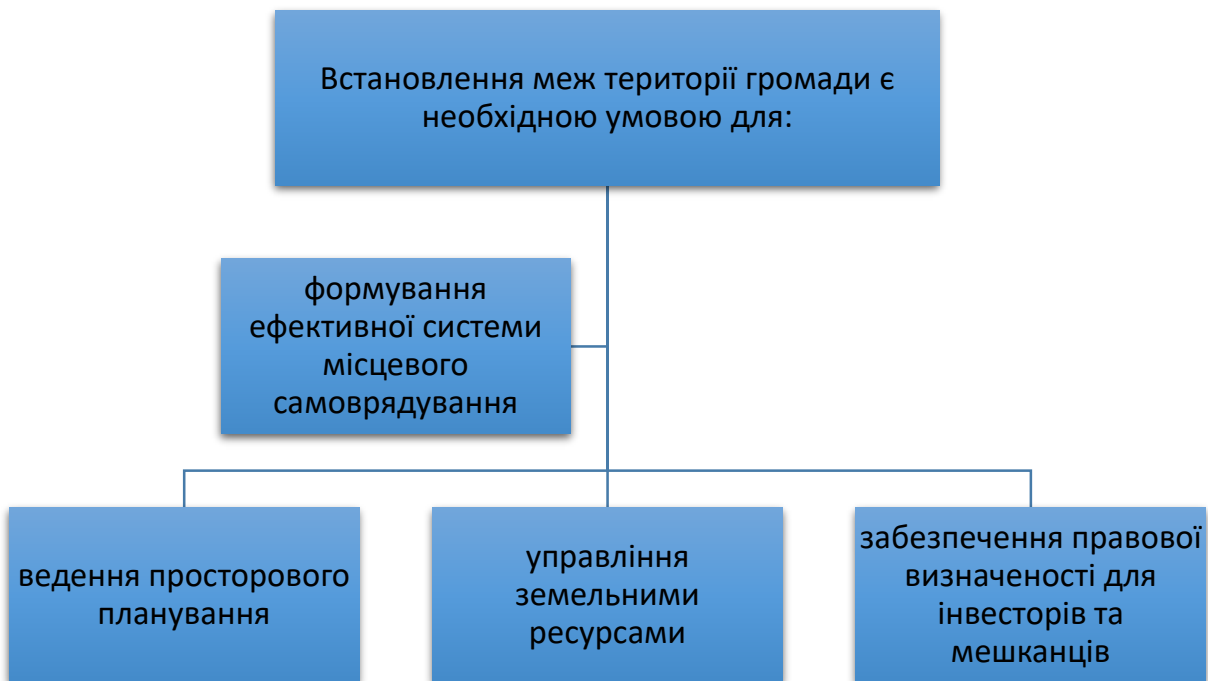 Встановлення меж території громади є
необхідною умовою для:
формування
ефективної системи
місцевого
самоврядування
ведення просторового
планування
управління
земельними
ресурсами
забезпечення правової
визначеності для
інвесторів та
мешканців